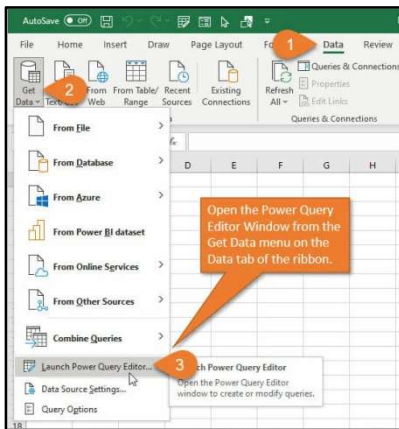 AutoSave Off
File Home Insert Draw Page Layout Data Review
1
Get Data
2
From Web
From Table/ Range
Recent Sources
Existing Connections
Refresh All
Queries & Connections
Properties
Edit Links
Queries & Connections
D E F G H
From File
From Database
From Azure
From Power BI dataset
From Online Services
From Other Sources
Combine Queries
Launch Power Query Editor...
3
Data Source Settings...
Query Options
Open the Power Query
Editor Window from the
Get Data menu on the
Data tab of the ribbon.
Power Query Editor
Open the Power Query Editor
window to create or modify queries.
18